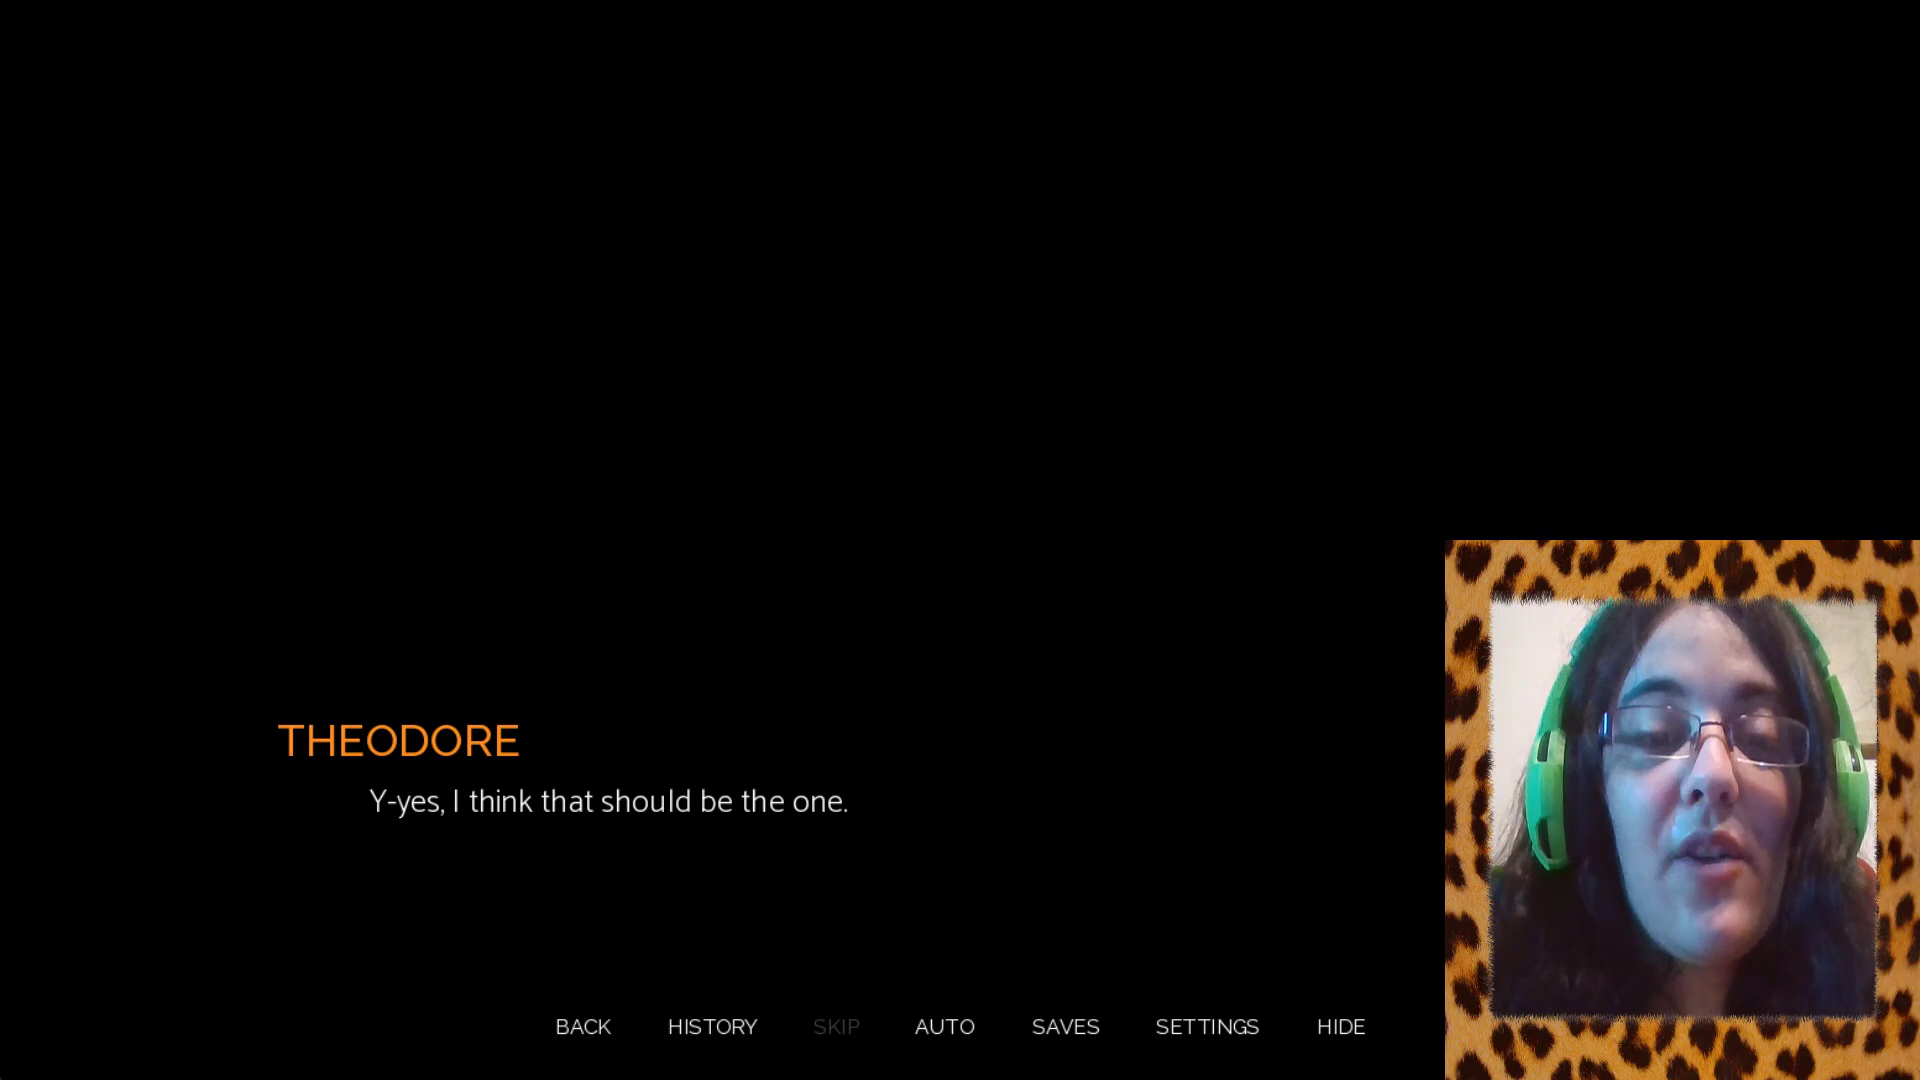 THEODORE
Y-yes, I think that should be the one.
BACK HISTORY SKIP AUTO SAVES SETTINGS HIDE